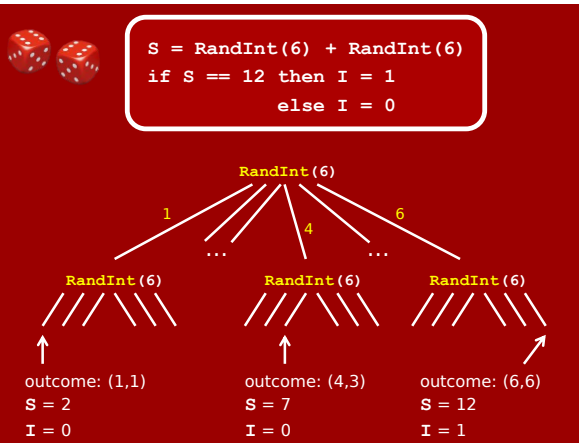 S = RandInt(6) + RandInt(6)
if S == 12 then I = 1
else I = 0
RandInt(6)
1
4
6
... ...
RandInt(6) RandInt(6) RandInt(6)
outcome: (1,1) outcome: (4,3) outcome: (6,6)
S = 2 S = 7 S = 12
I = 0 I = 0 I = 1